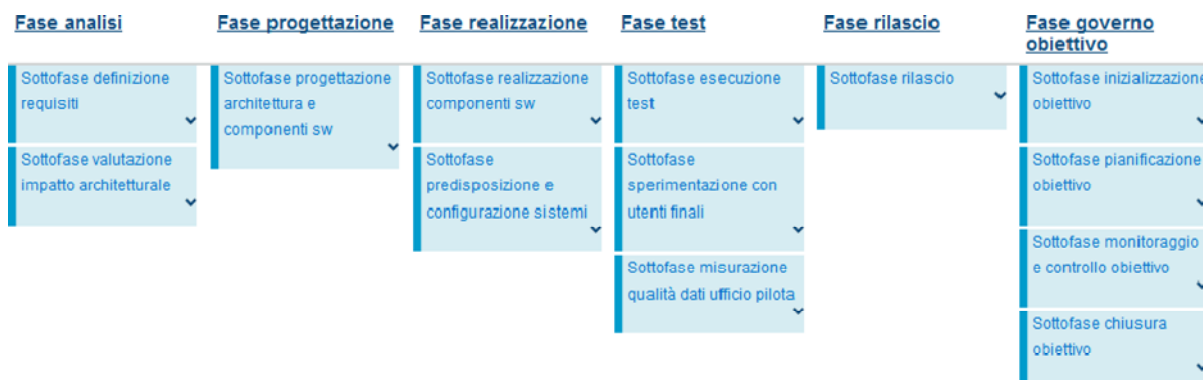 Fase analisi
Sottofase definizione
requisiti
Sottofase valutazione
impatto architetturale
Fase progettazione
Sottofase progettazione
architettura e
componenti sw
Fase realizzazione
Sottofase realizzazione
componenti sw
Sottofase
predisposizione e
configurazione sistemi
Fase test
Sottofase esecuzione
test
Sottofase
sperimentazione con
utenti finali
Sottofase misurazione
qualità dati ufficio pilota
Fase rilascio
Sottofase rilascio
Fase governo
obiettivo
Sottofase inizializzazione
obiettivo
Sottofase pianificazione
obiettivo
Sottofase monitoraggio
e controllo obiettivo
Sottofase chiusura
obiettivo